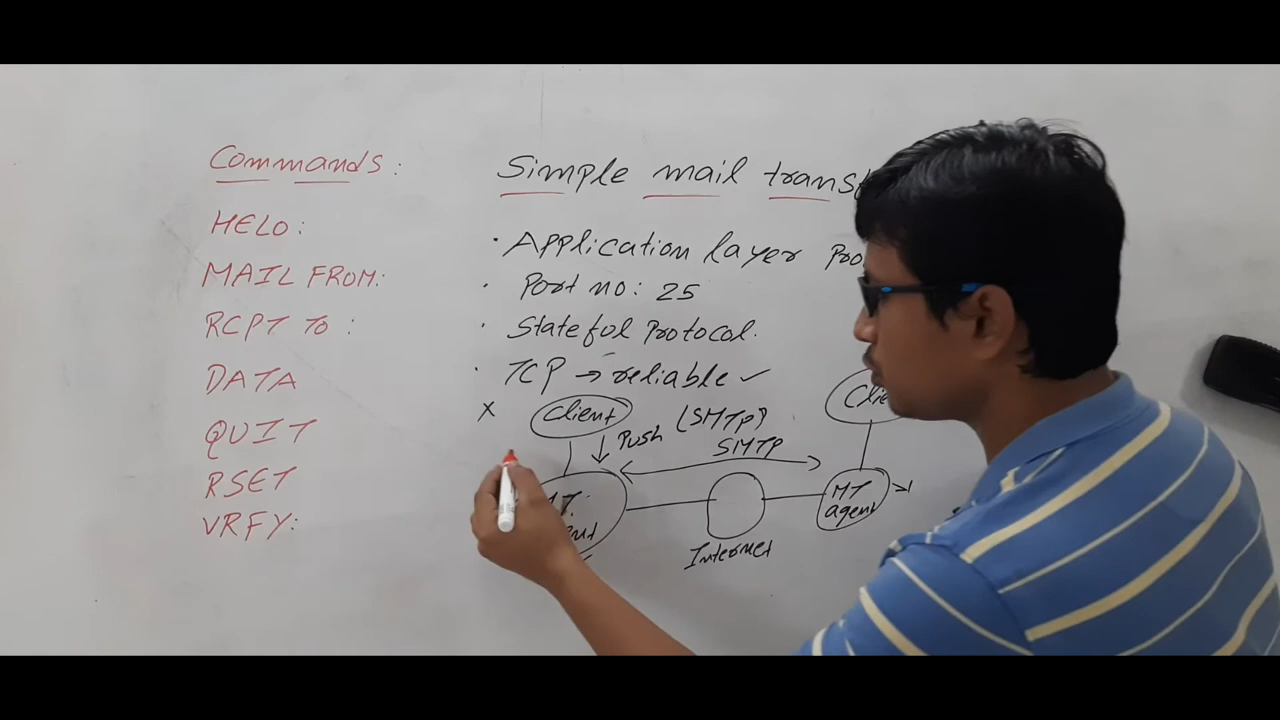 Commands:
HELO:
MAIL FROM:
RCPT TO :
DATA
QUIT
RSET
VRFY:
Simple mail
Application layer
Port no: 25
Stateful Protocol.
TCP → reliable ✓
X
Client
Push (SMTP)
SMTP
MT
agent
Internet